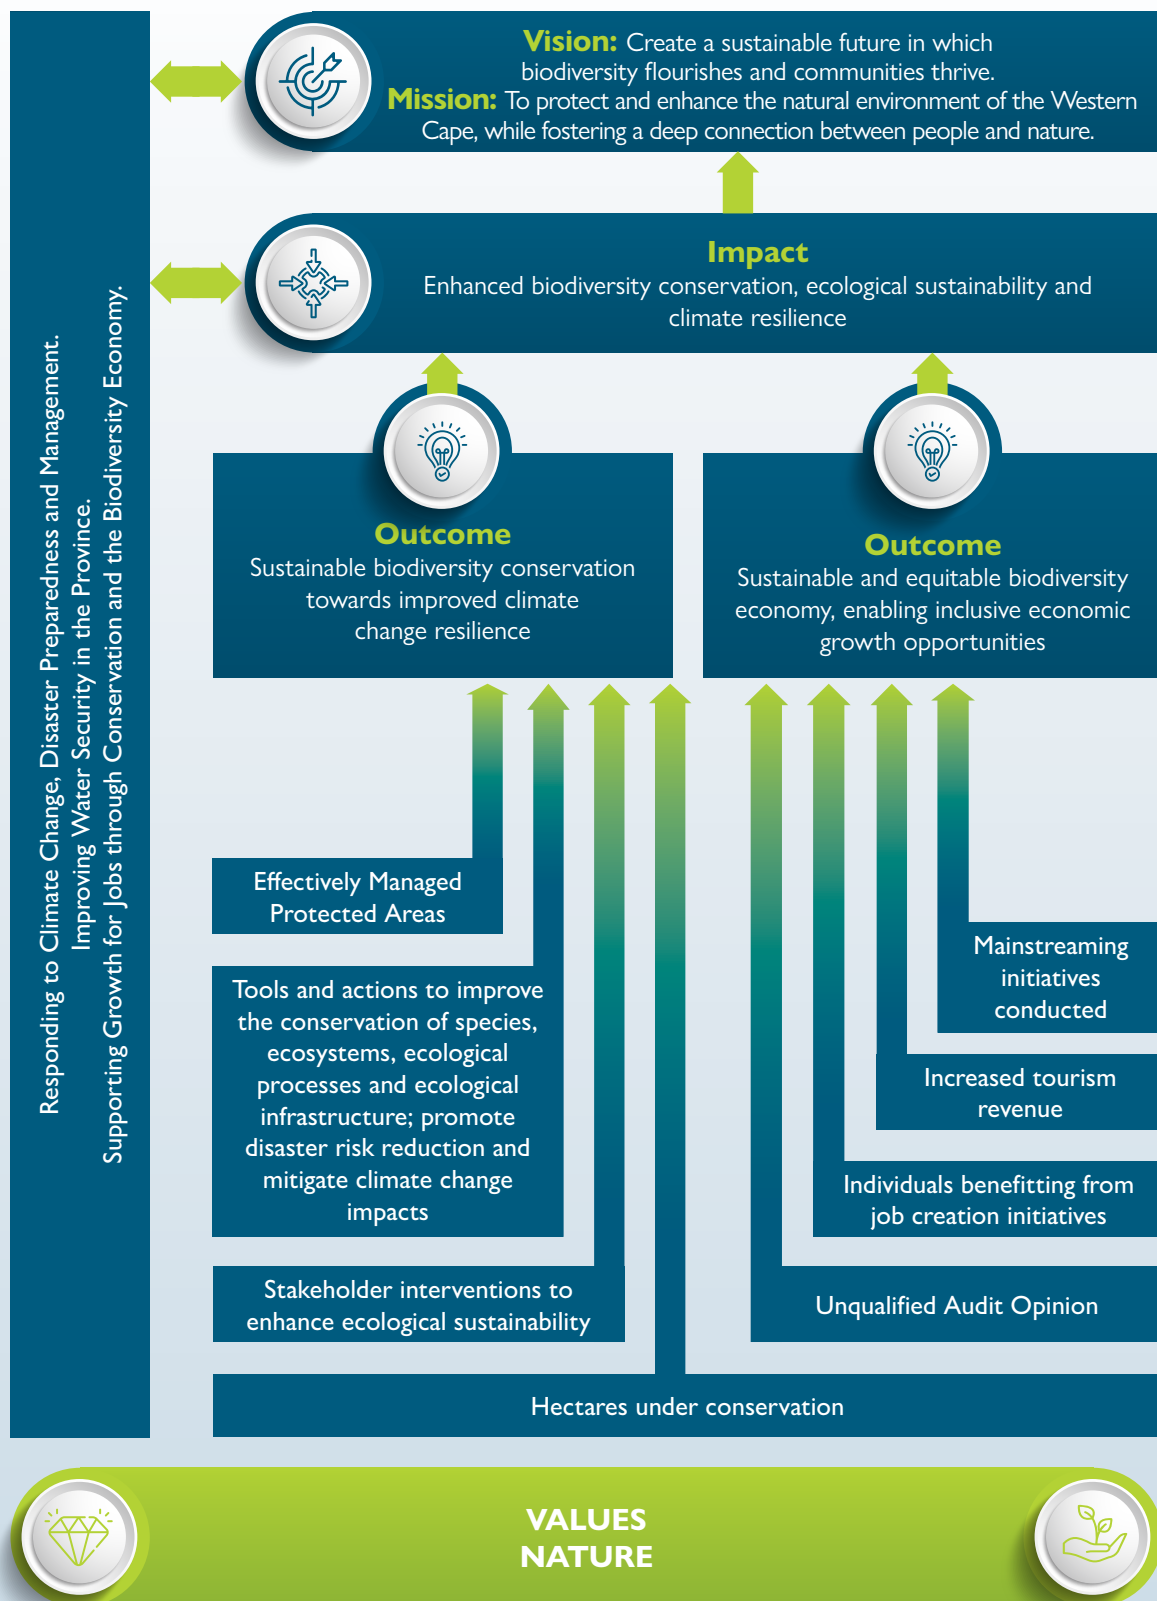 Vision: Create a sustainable future in which
biodiversity flourishes and communities thrive.
Mission: To protect and enhance the natural environment of the Western
Cape, while fostering a deep connection between people and nature.
Impact
Enhanced biodiversity conservation, ecological sustainability and
climate resilience
Responding to Climate Change, Disaster Preparedness and Management.
Improving Water Security in the Province.
Supporting Growth for Jobs through Conservation and the Biodiversity Economy.
Outcome
Sustainable biodiversity conservation
towards improved climate
change resilience
Outcome
Sustainable and equitable biodiversity
economy, enabling inclusive economic
growth opportunities
Effectively Managed
Protected Areas
Tools and actions to improve
the conservation of species,
ecosystems, ecological
processes and ecological
infrastructure; promote
disaster risk reduction and
mitigate climate change
impacts
Stakeholder interventions to
enhance ecological sustainability
Mainstreaming
initiatives
conducted
Increased tourism
revenue
Individuals benefitting from
job creation initiatives
Unqualified Audit Opinion
Hectares under conservation
VALUES
NATURE